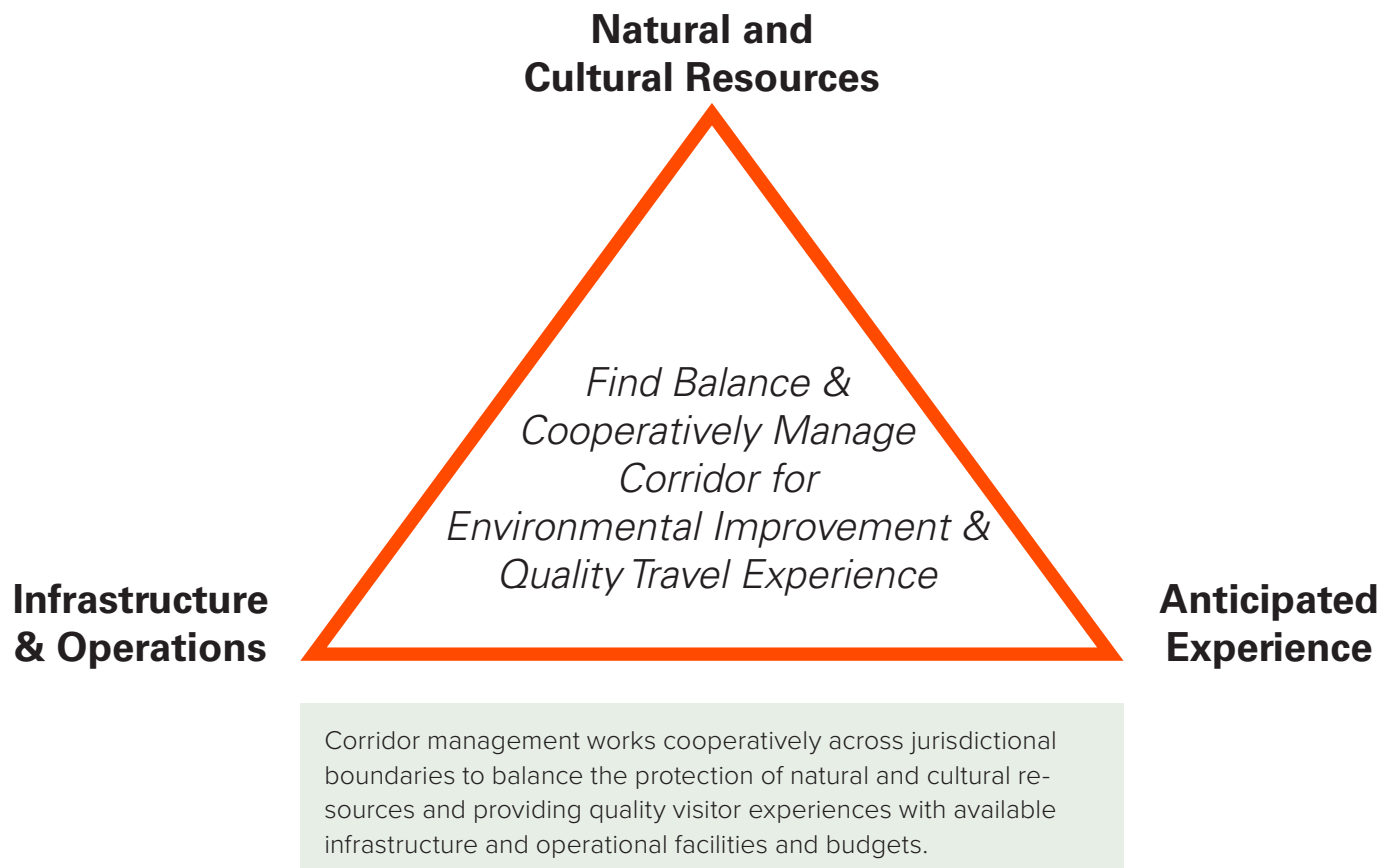 Natural and
Cultural Resources
Find Balance &
Cooperatively Manage
Corridor for
Environmental Improvement &
Quality Travel Experience
Infrastructure
& Operations
Anticipated
Experience
Corridor management works cooperatively across jurisdictional
boundaries to balance the protection of natural and cultural re-
sources and providing quality visitor experiences with available
infrastructure and operational facilities and budgets.